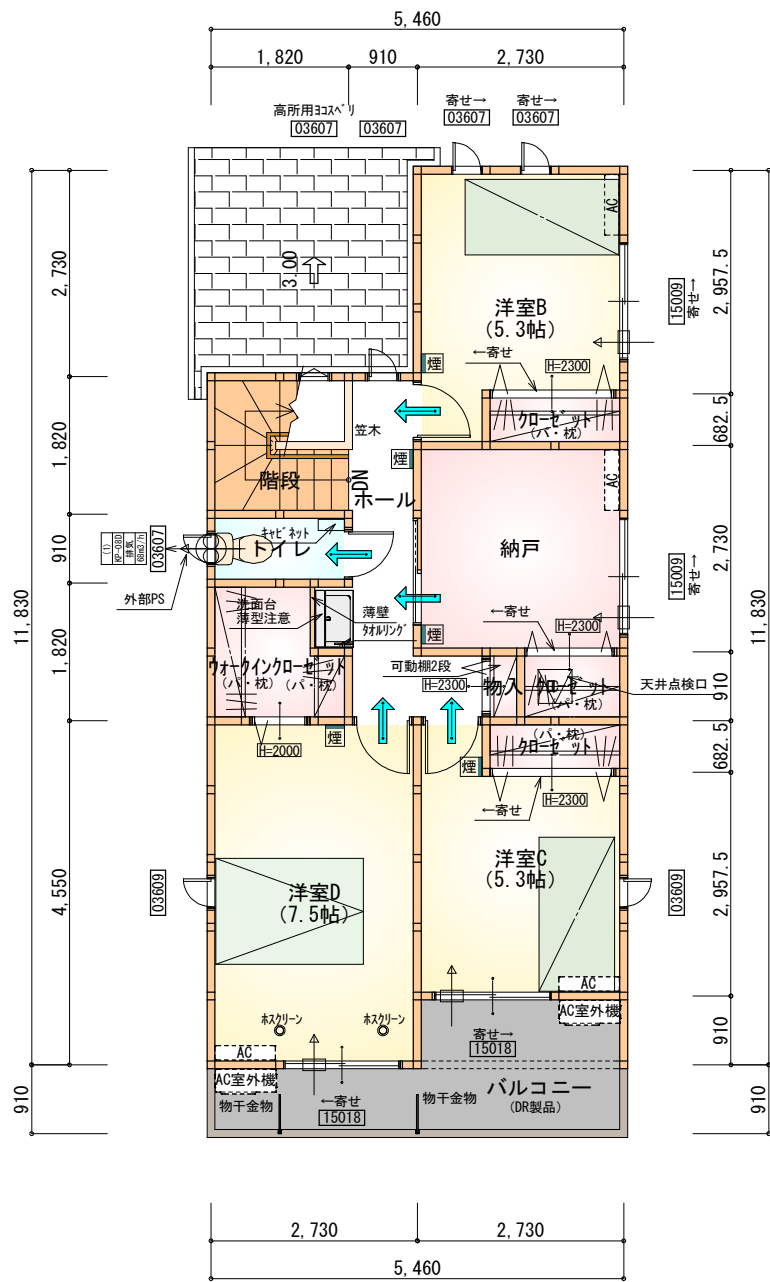 5,460
1,820
910
2,730
高所用ﾖｺｽﾍﾞﾘ
03607
03607
寄せ→
03607
寄せ→
03607
AC
3.00
洋室B
(5.3帖)
15009
寄せ→
2,730
2,957.5
←寄せ
H=2300
煙
クローゼット
(パ・枕)
682.5
笠木
煙
AC
階段
DN
ホール
1,820
納戸
2,730
11,830
11,830
キャビネット
トイレ
(1)
KP-08D
排気
68m3/h
03607
910
外部PS
15009
寄せ→
洗面台
薄型注意
薄壁
ﾀｵﾙリング
煙
←寄せ
H=2300
1,820
ウォークインクローゼット
(パ・枕)
(パ・枕)
可動棚2段
H=2300
物入
クローゼット
(パ・枕)
天井点検口
910
H=2000
煙
煙
(パ・枕)
クローゼット
682.5
←寄せ
H=2300
4,550
03609
洋室D
(7.5帖)
洋室C
(5.3帖)
03609
2,957.5
ﾎｽｸﾘｰﾝ
ﾎｽｸﾘｰﾝ
AC
AC室外機
910
寄せ→
15018
AC
AC室外機
←寄せ
15018
物干金物
物干金物
バルコニー
(DR製品)
910
910
2,730
2,730
5,460